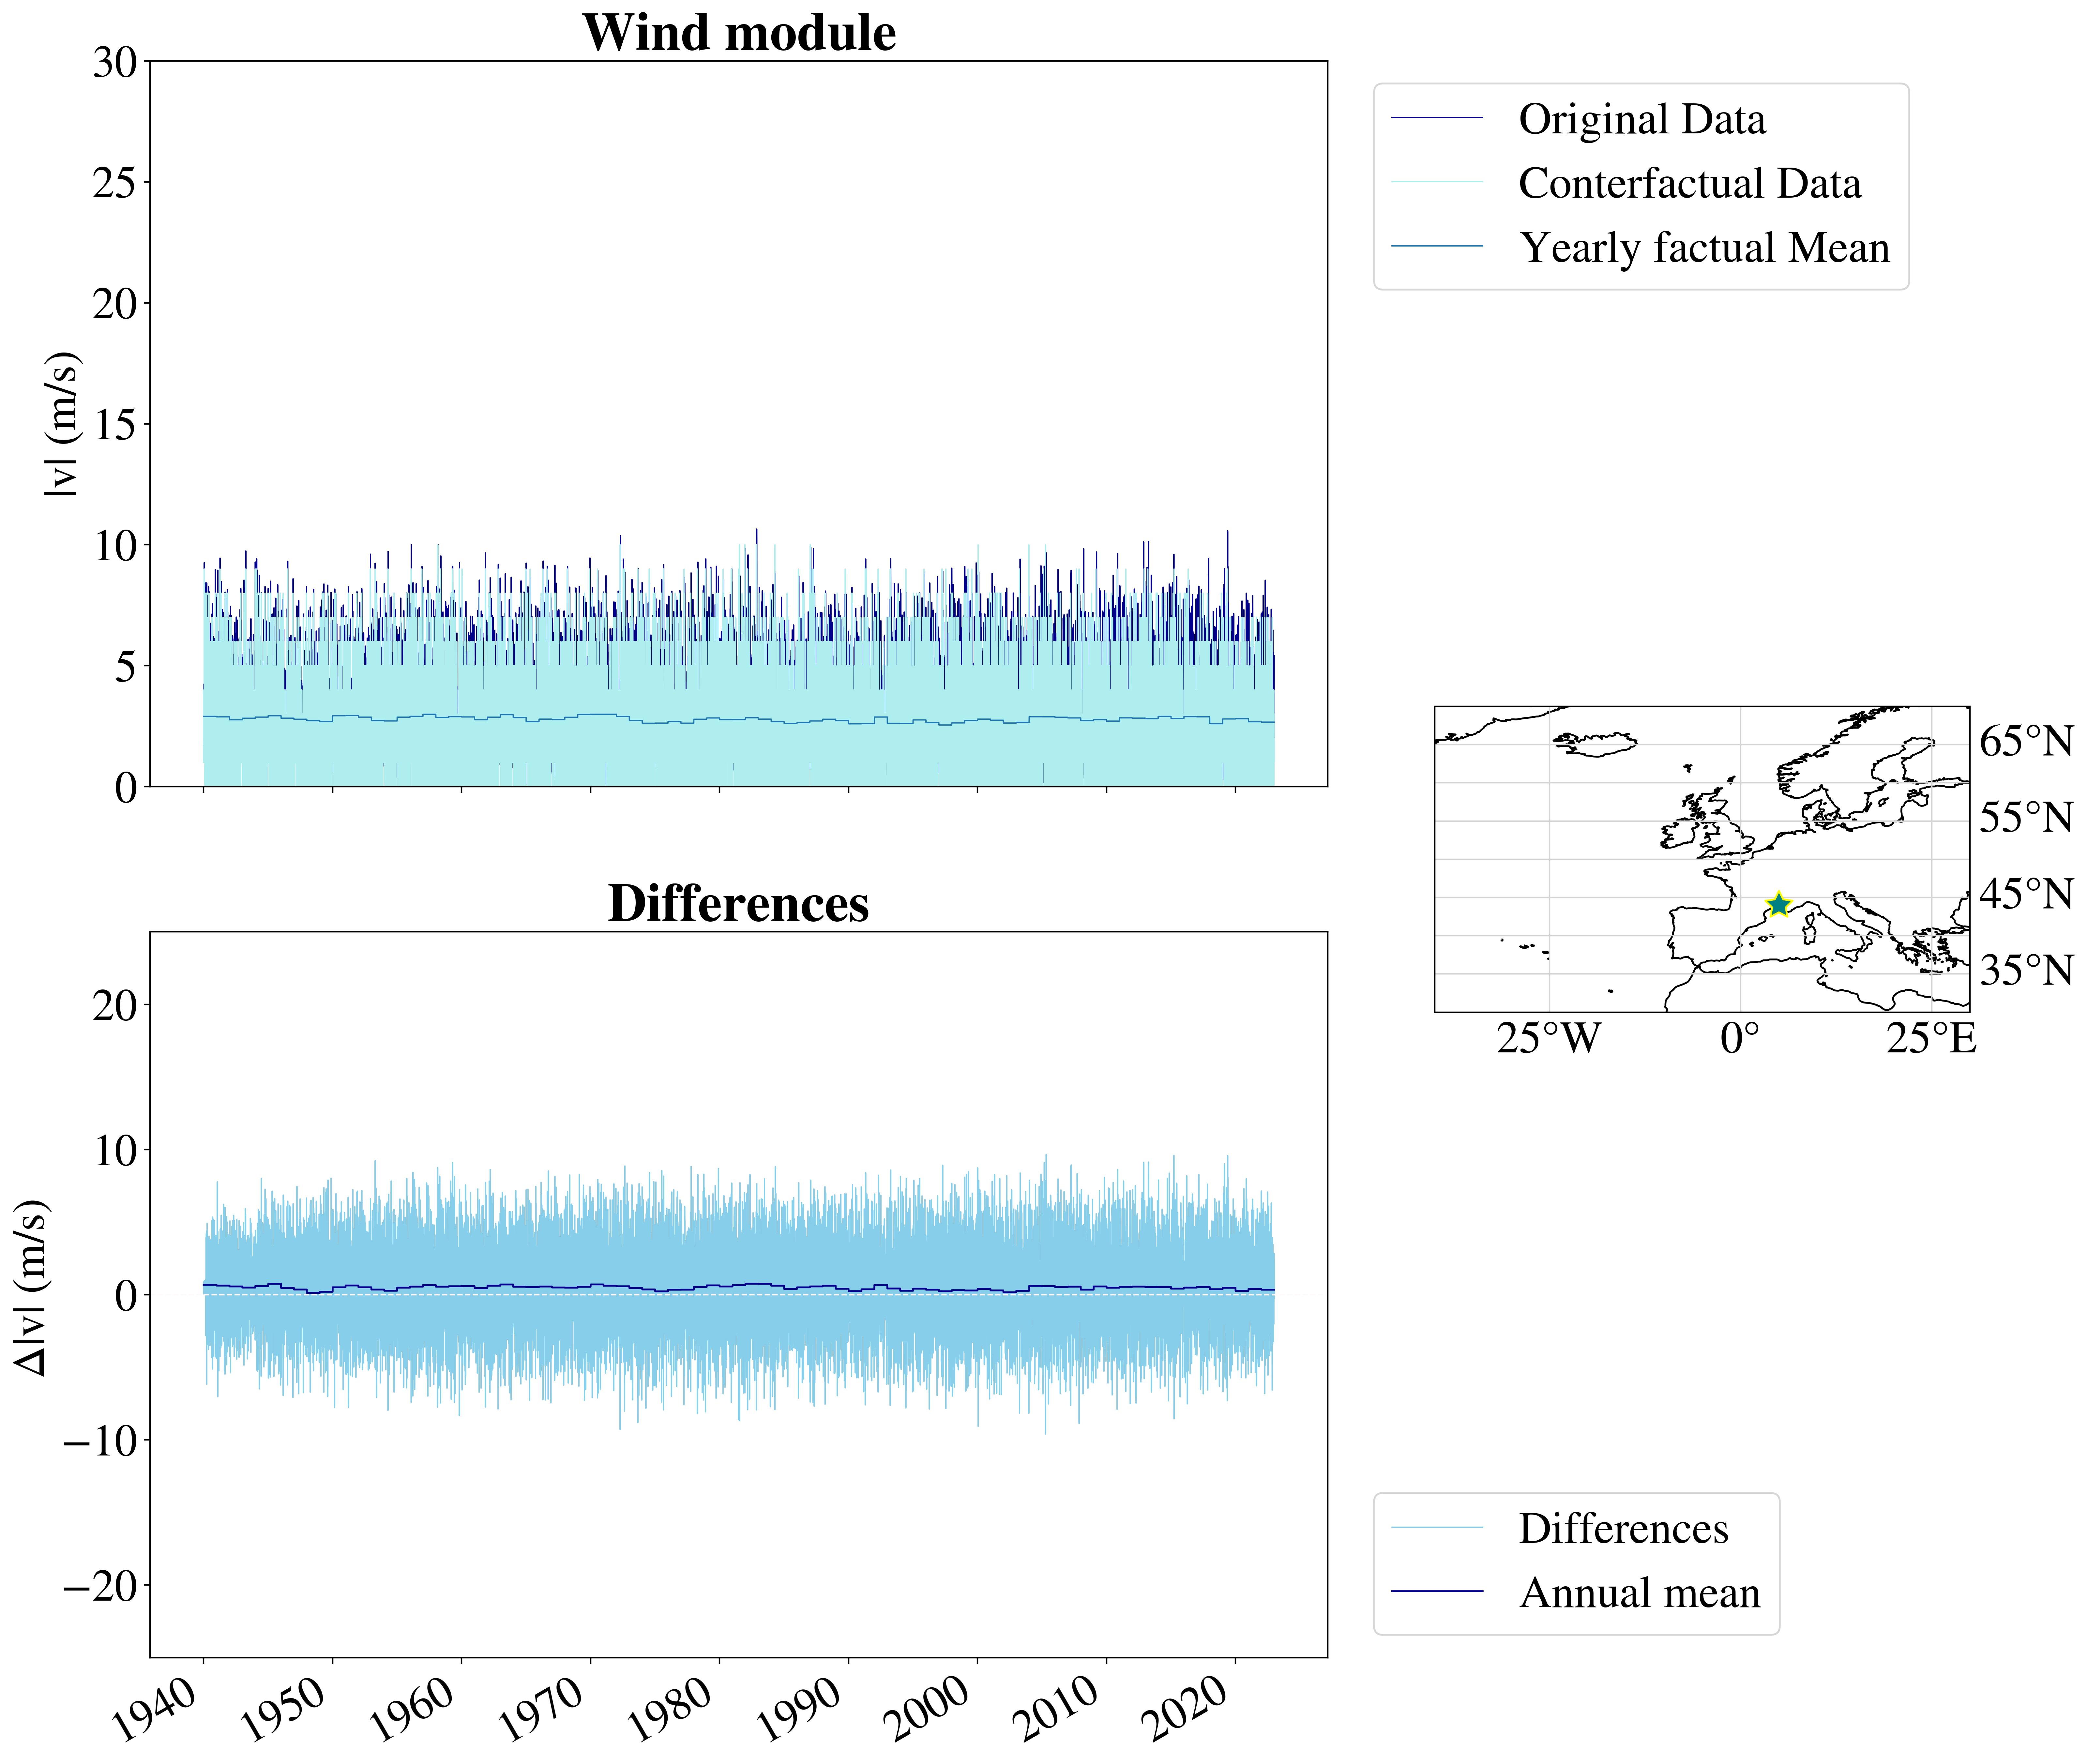 Wind module
30
25
20
15
10
5
0
|v| (m/s)
Original Data
Conterfactual Data
Yearly factual Mean
65°N
55°N
45°N
35°N
25°W 0° 25°E
Differences
20
10
0
−10
−20
Δ|v| (m/s)
1940 1950 1960 1970 1980 1990 2000 2010 2020
Differences
Annual mean